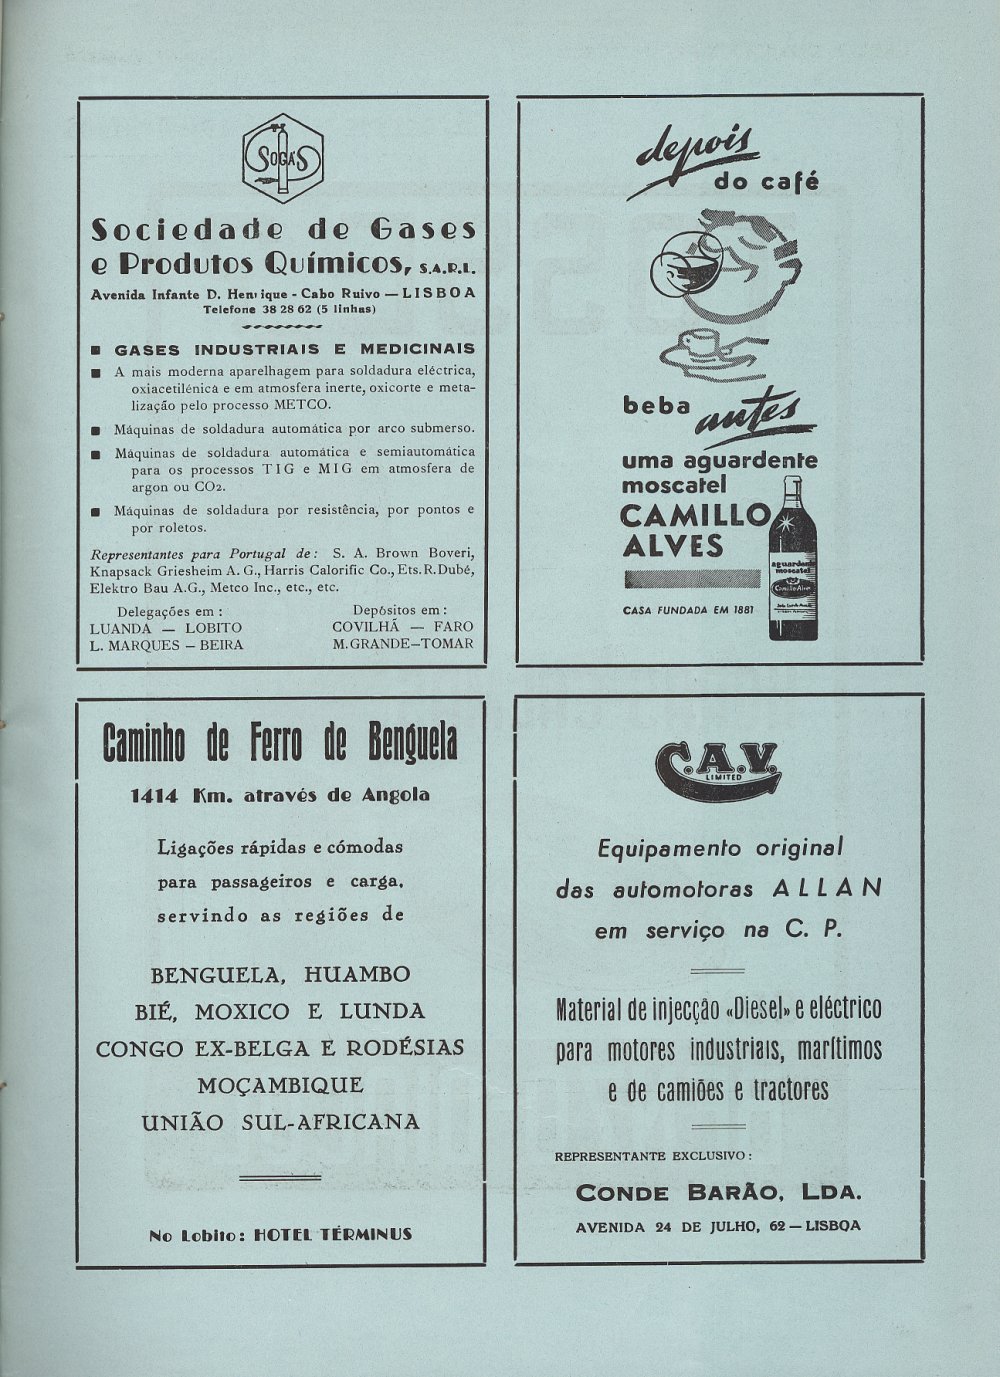 SOGÁS
Sociedade de Gases
e Produtos Químicos, S.A.R.L.
Avenida Infante D. Henrique - Cabo Ruivo — LISBOA
Telefone 38 28 62 (5 linhas)
GASES INDUSTRIAIS E MEDICINAIS
A mais moderna aparelhagem para soldadura eléctrica,
oxiacetilénica e em atmosfera inerte, oxicorte e meta-
lização pelo processo METCO.
Máquinas de soldadura automática por arco submerso.
Máquinas de soldadura automática e semiautomática
para os processos TIG e MIG em atmosfera de
argon ou CO2.
Máquinas de soldadura por resistência, por pontos e
por roletos.
Representantes para Portugal de: S. A. Brown Boveri,
Knapsack Griesheim A. G., Harris Calorific Co., Ets. R. Dubé,
Elektro Bau A.G., Metco Inc., etc., etc.
Delegações em:
LUANDA — LOBITO
L. MARQUES — BEIRA
Depósitos em:
COVILHÃ — FARO
M. GRANDE—TOMAR
depois
do café
beba antes
uma aguardente
moscatel
CAMILLO
ALVES
CASA FUNDADA EM 1881
aguardente
moscatel
Camillo Alves
Caminho de Ferro de Benguela
1414 Km. através de Angola
Ligações rápidas e cómodas
para passageiros e carga,
servindo as regiões de
BENGUELA, HUAMBO
BIÉ, MOXICO E LUNDA
CONGO EX-BELGA E RODÉSIAS
MOÇAMBIQUE
UNIÃO SUL-AFRICANA
No Lobito: HOTEL TÉRMINUS
C.A.V.
LIMITED
Equipamento original
das automotoras ALLAN
em serviço na C. P.
Material de injecção «Diesel» e eléctrico
para motores industriais, marítimos
e de camiões e tractores
REPRESENTANTE EXCLUSIVO:
CONDE BARÃO, LDA.
AVENIDA 24 DE JULHO, 62 — LISBOA